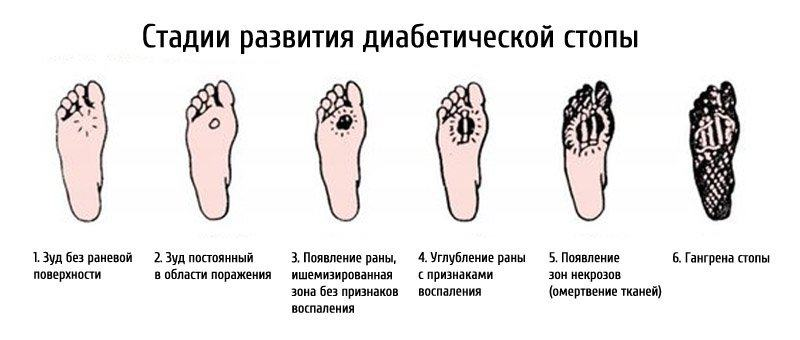 Стадии развития диабетической стопы
1. Зуд без раневой
поверхности
2. Зуд постоянный
в области поражения
3. Появление раны,
ишемизированная
зона без признаков
воспаления
4. Углубление раны
с признаками
воспаления
5. Появление
зон некрозов
(омертвение тканей)
6. Гангрена стопы